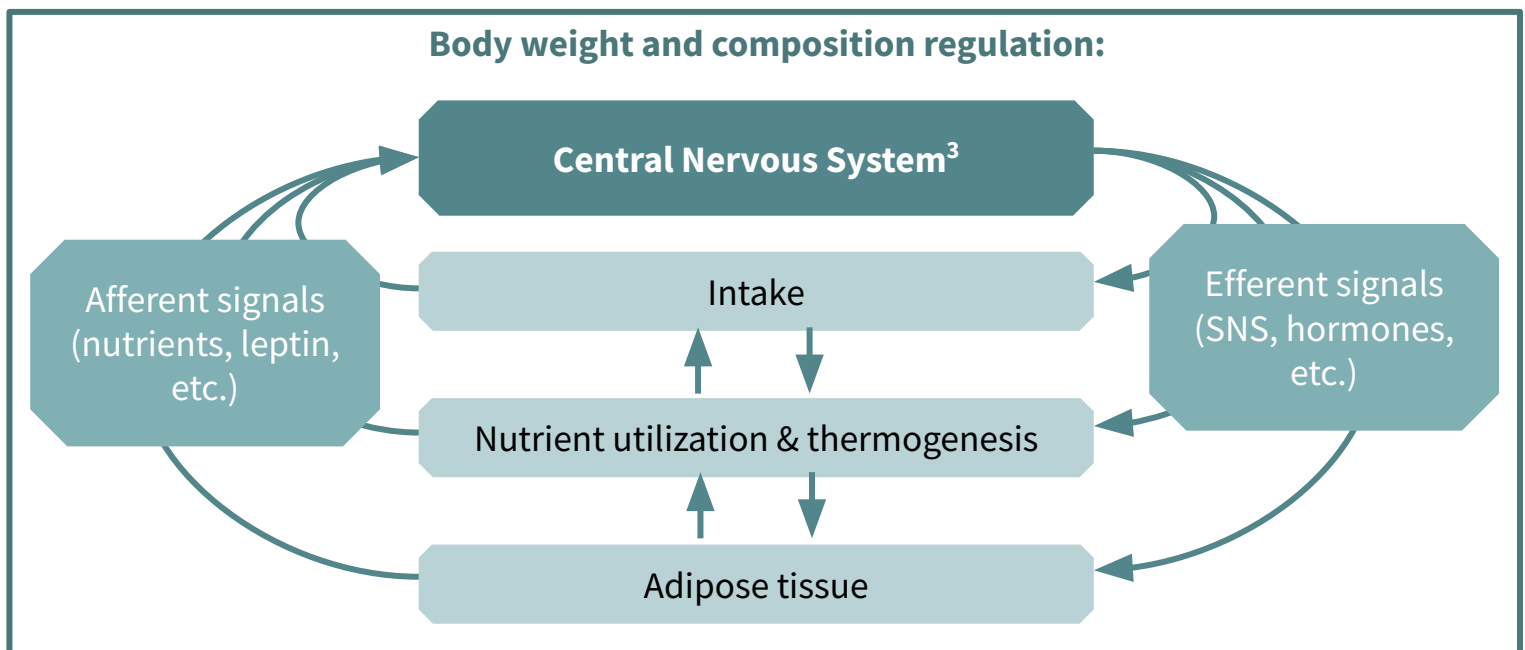 Body weight and composition regulation:
Central Nervous System³
Afferent signals
(nutrients, leptin,
etc.)
Intake
Efferent signals
(SNS, hormones,
etc.)
Nutrient utilization & thermogenesis
Adipose tissue